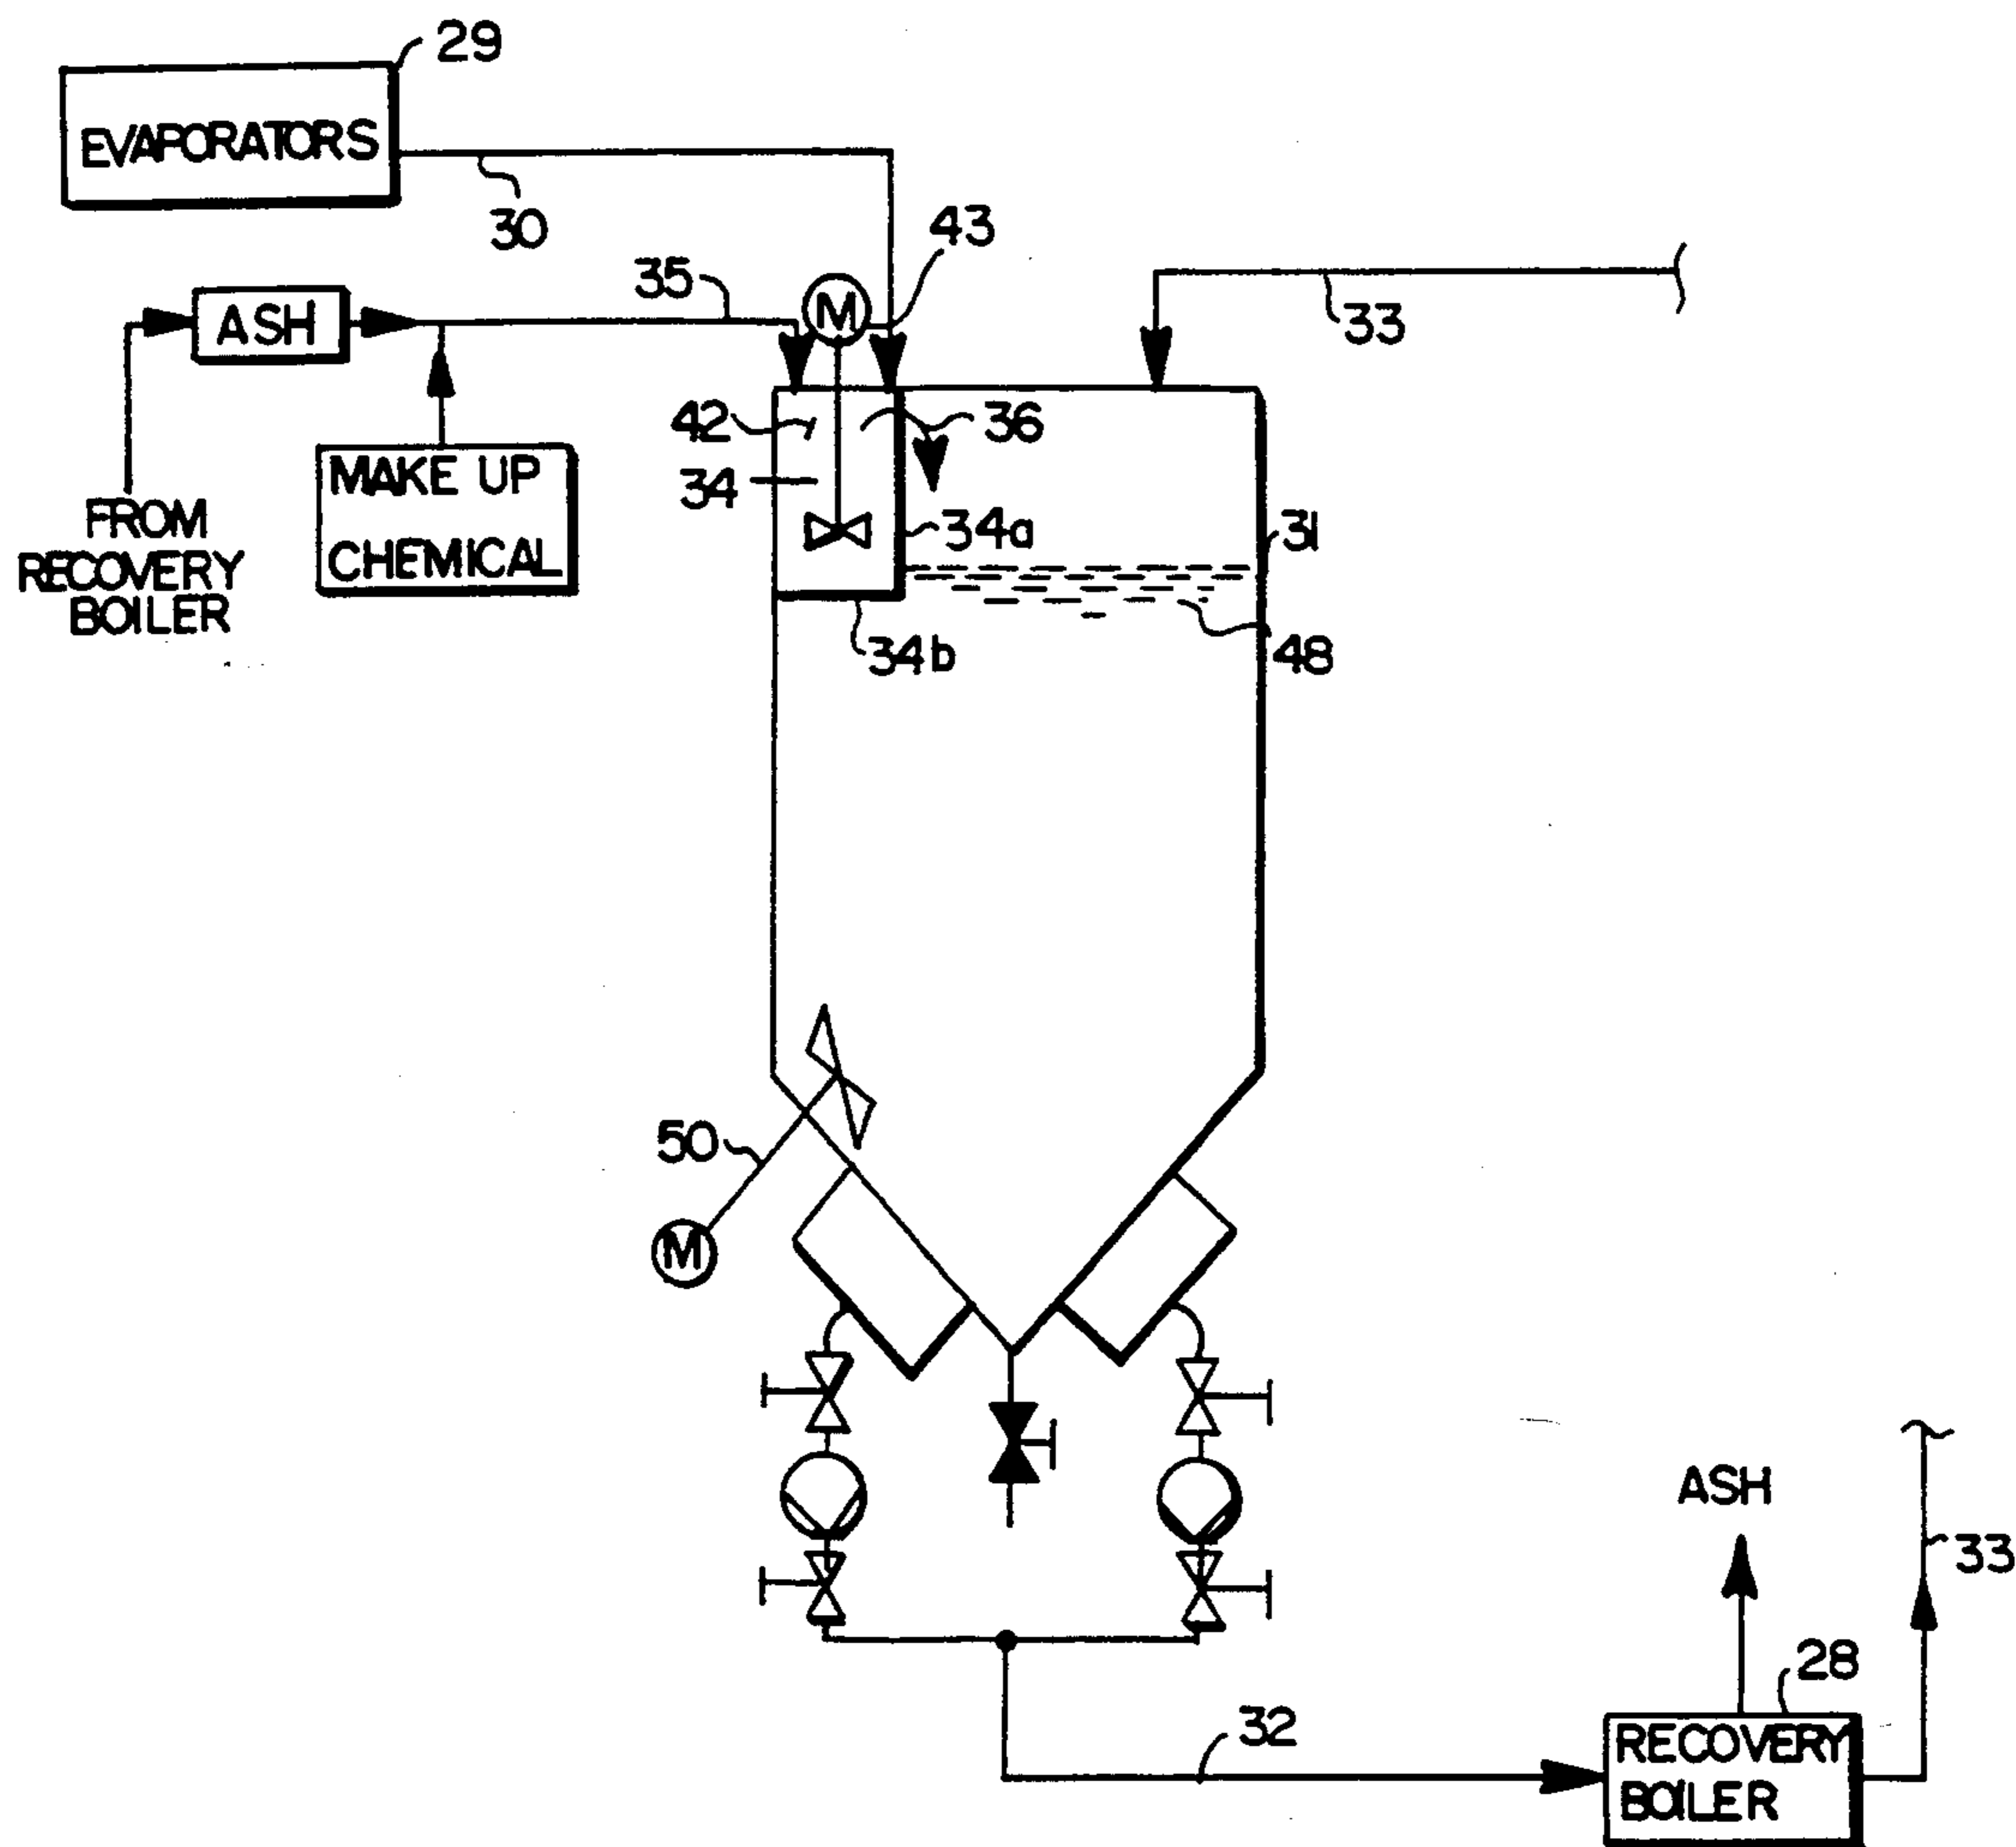 29
EVAPORATORS
30
43
35
M
33
ASH
42
36
MAKE UP
CHEMICAL
34
FROM
RECOVERY
BOILER
34a
31
34b
48
50
M
ASH
33
28
32
RECOVERY
BOILER